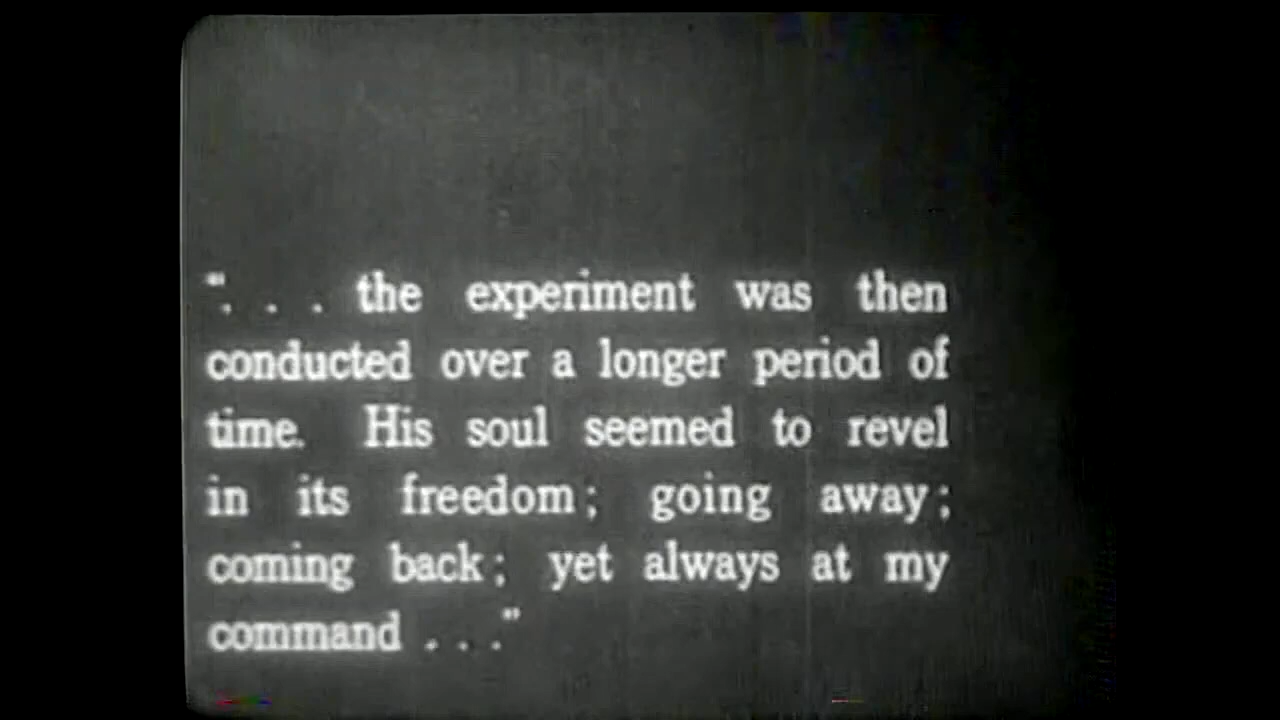 ". . . the experiment was then
conducted over a longer period of
time. His soul seemed to revel
in its freedom; going away;
coming back; yet always at my
command . . ."